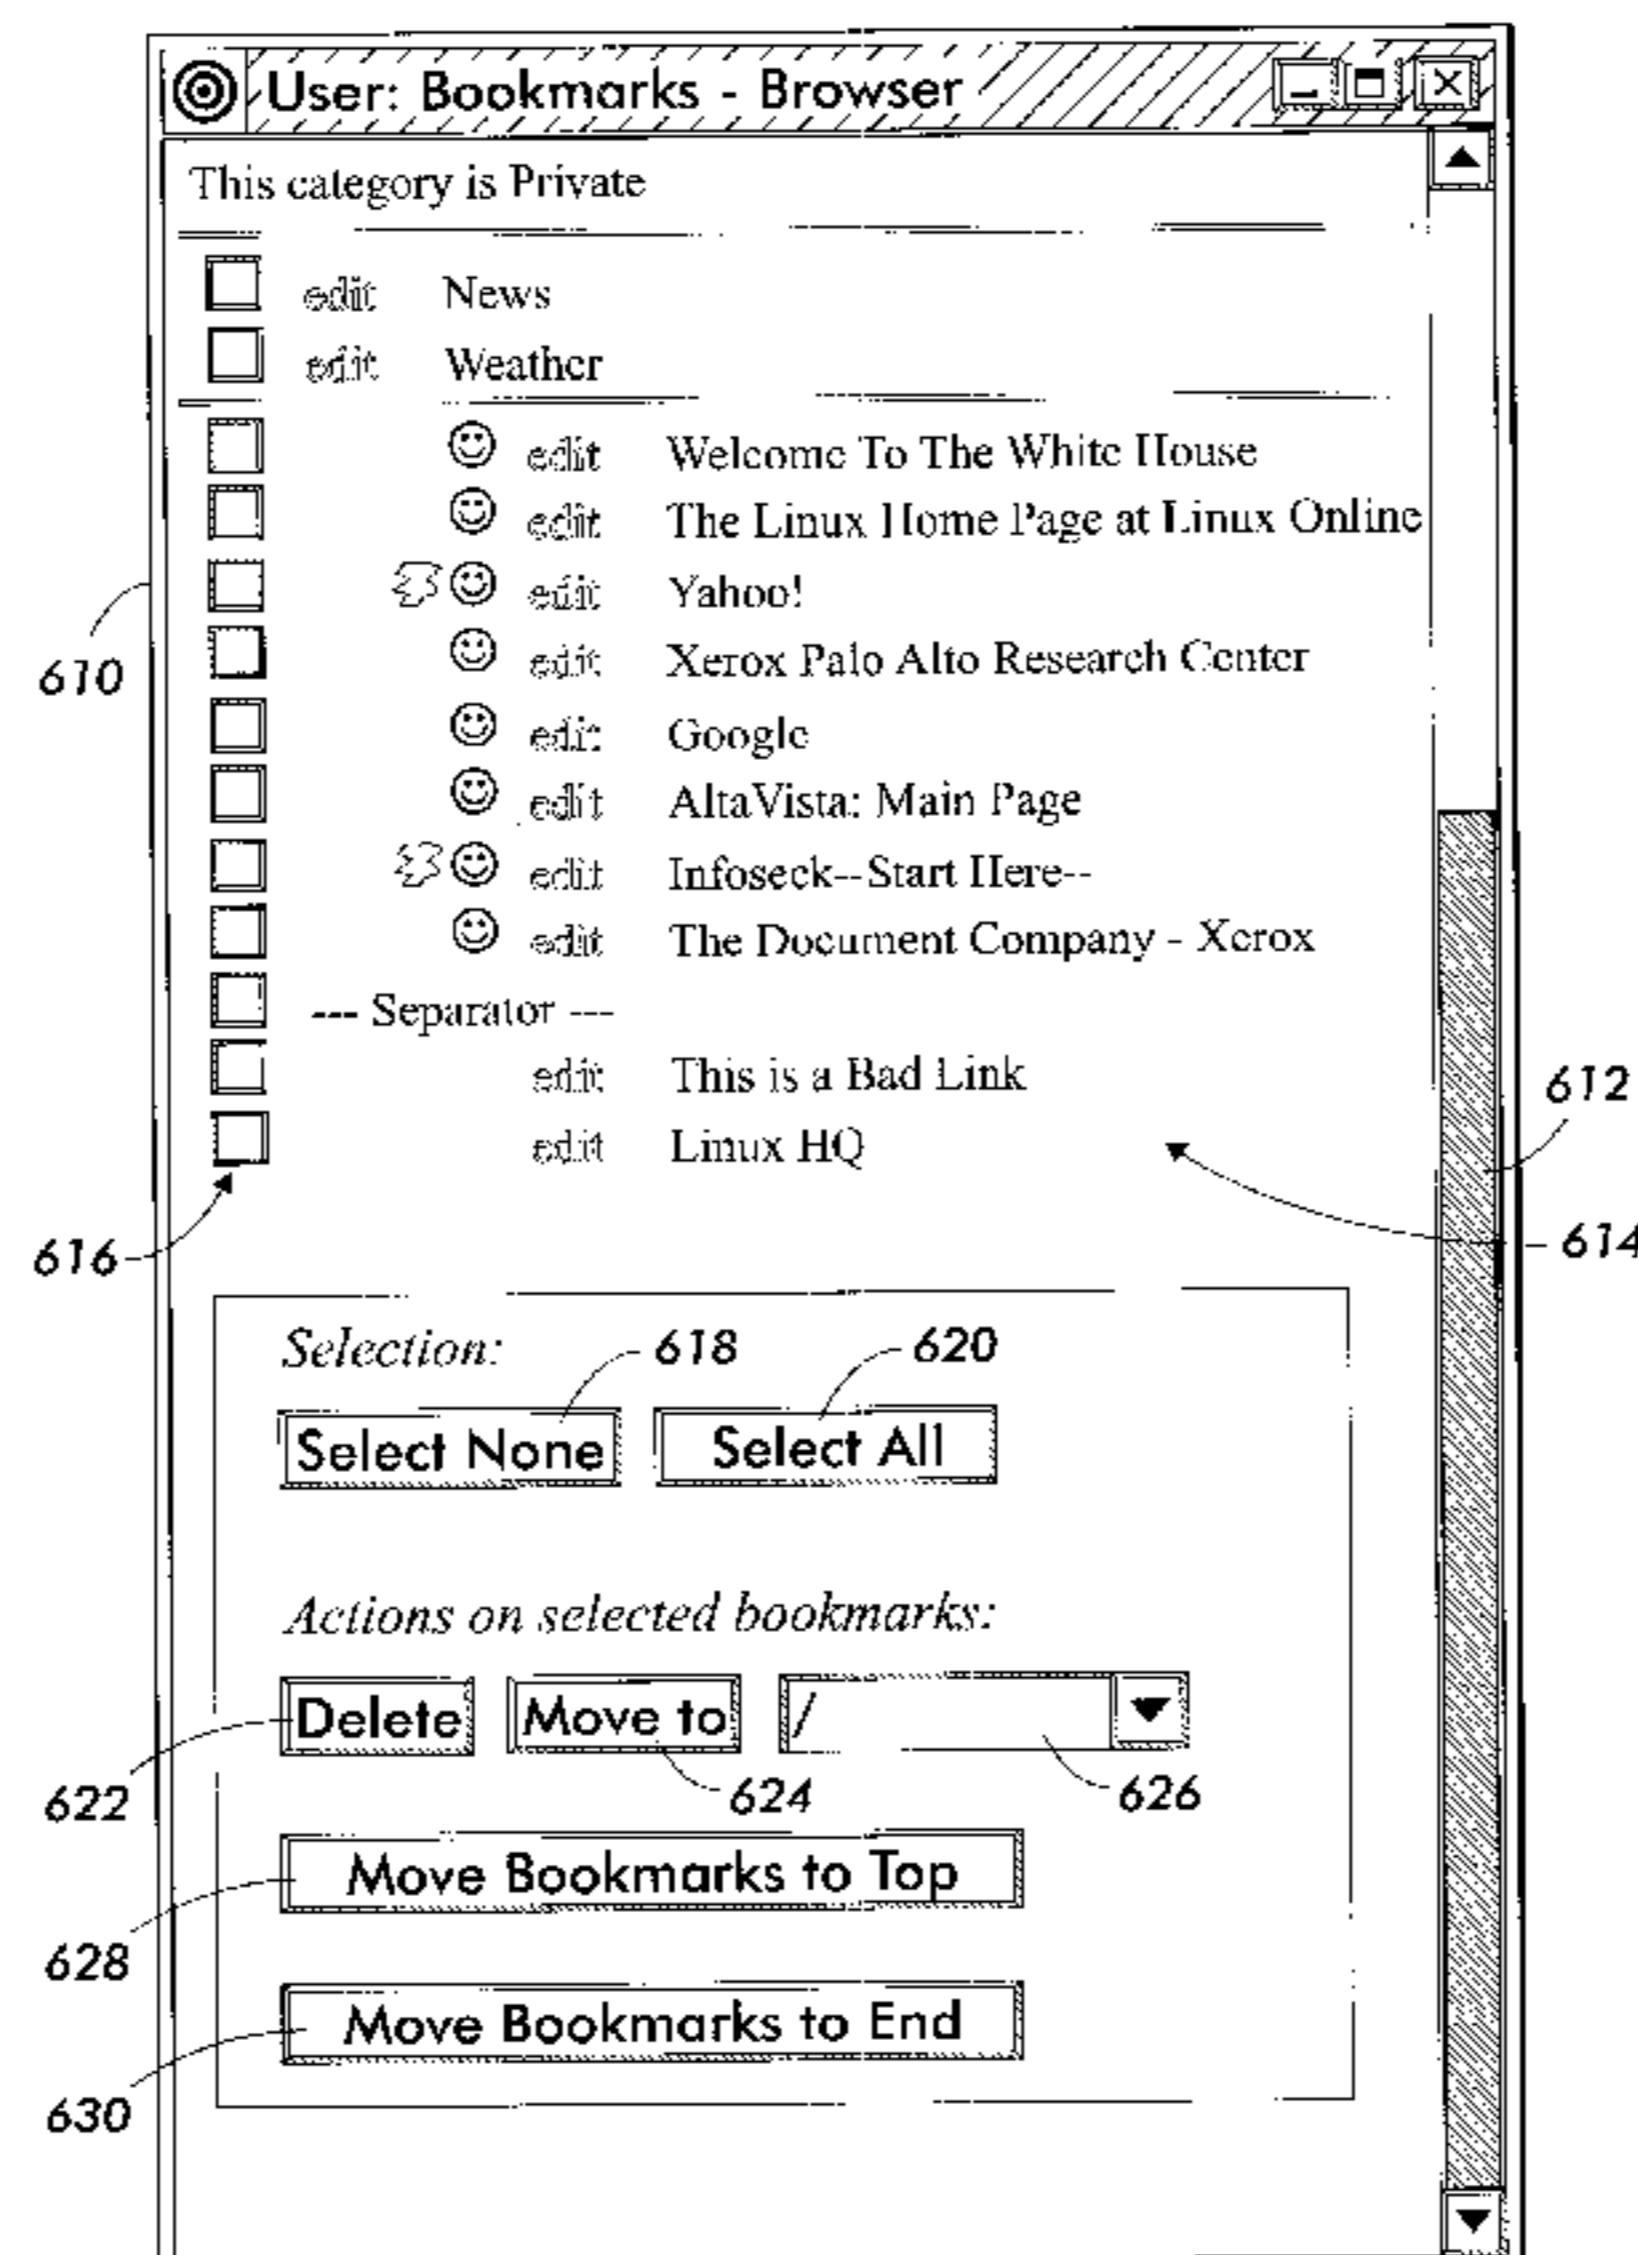 User: Bookmarks - Browser
This category is Private
edit News
edit Weather
edit Welcome To The White House
edit The Linux Home Page at Linux Online
edit Yahoo!
610
edit Xerox Palo Alto Research Center
edit Google
edit AltaVista: Main Page
edit Infoseek--Start Here--
edit The Document Company - Xerox
--- Separator ---
edit This is a Bad Link
612
edit Linux HQ
616
614
Selection: 618 620
Select None Select All
Actions on selected bookmarks:
Delete Move to /
622 624 626
Move Bookmarks to Top
628
Move Bookmarks to End
630